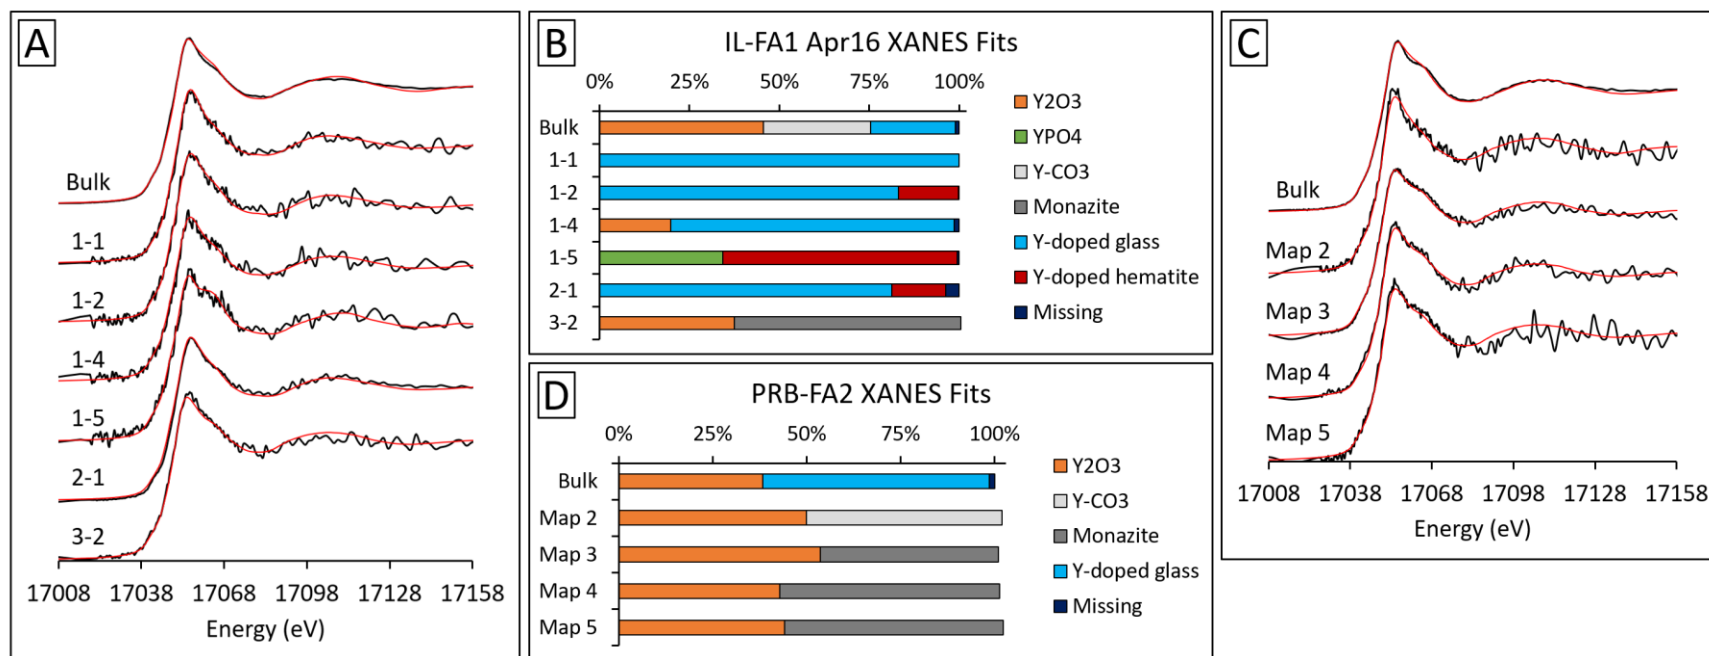 A
Bulk
1-1
1-2
1-4
1-5
2-1
3-2
17008 17038 17068 17098 17128 17158
Energy (eV)
B
IL-FA1 Apr16 XANES Fits
0% 25% 50% 75% 100%
Bulk
1-1
1-2
1-4
1-5
2-1
3-2
Y2O3
YPO4
Y-CO3
Monazite
Y-doped glass
Y-doped hematite
Missing
C
Bulk
Map 2
Map 3
Map 4
Map 5
17008 17038 17068 17098 17128 17158
Energy (eV)
D
PRB-FA2 XANES Fits
0% 25% 50% 75% 100%
Bulk
Map 2
Map 3
Map 4
Map 5
Y2O3
Y-CO3
Monazite
Y-doped glass
Missing